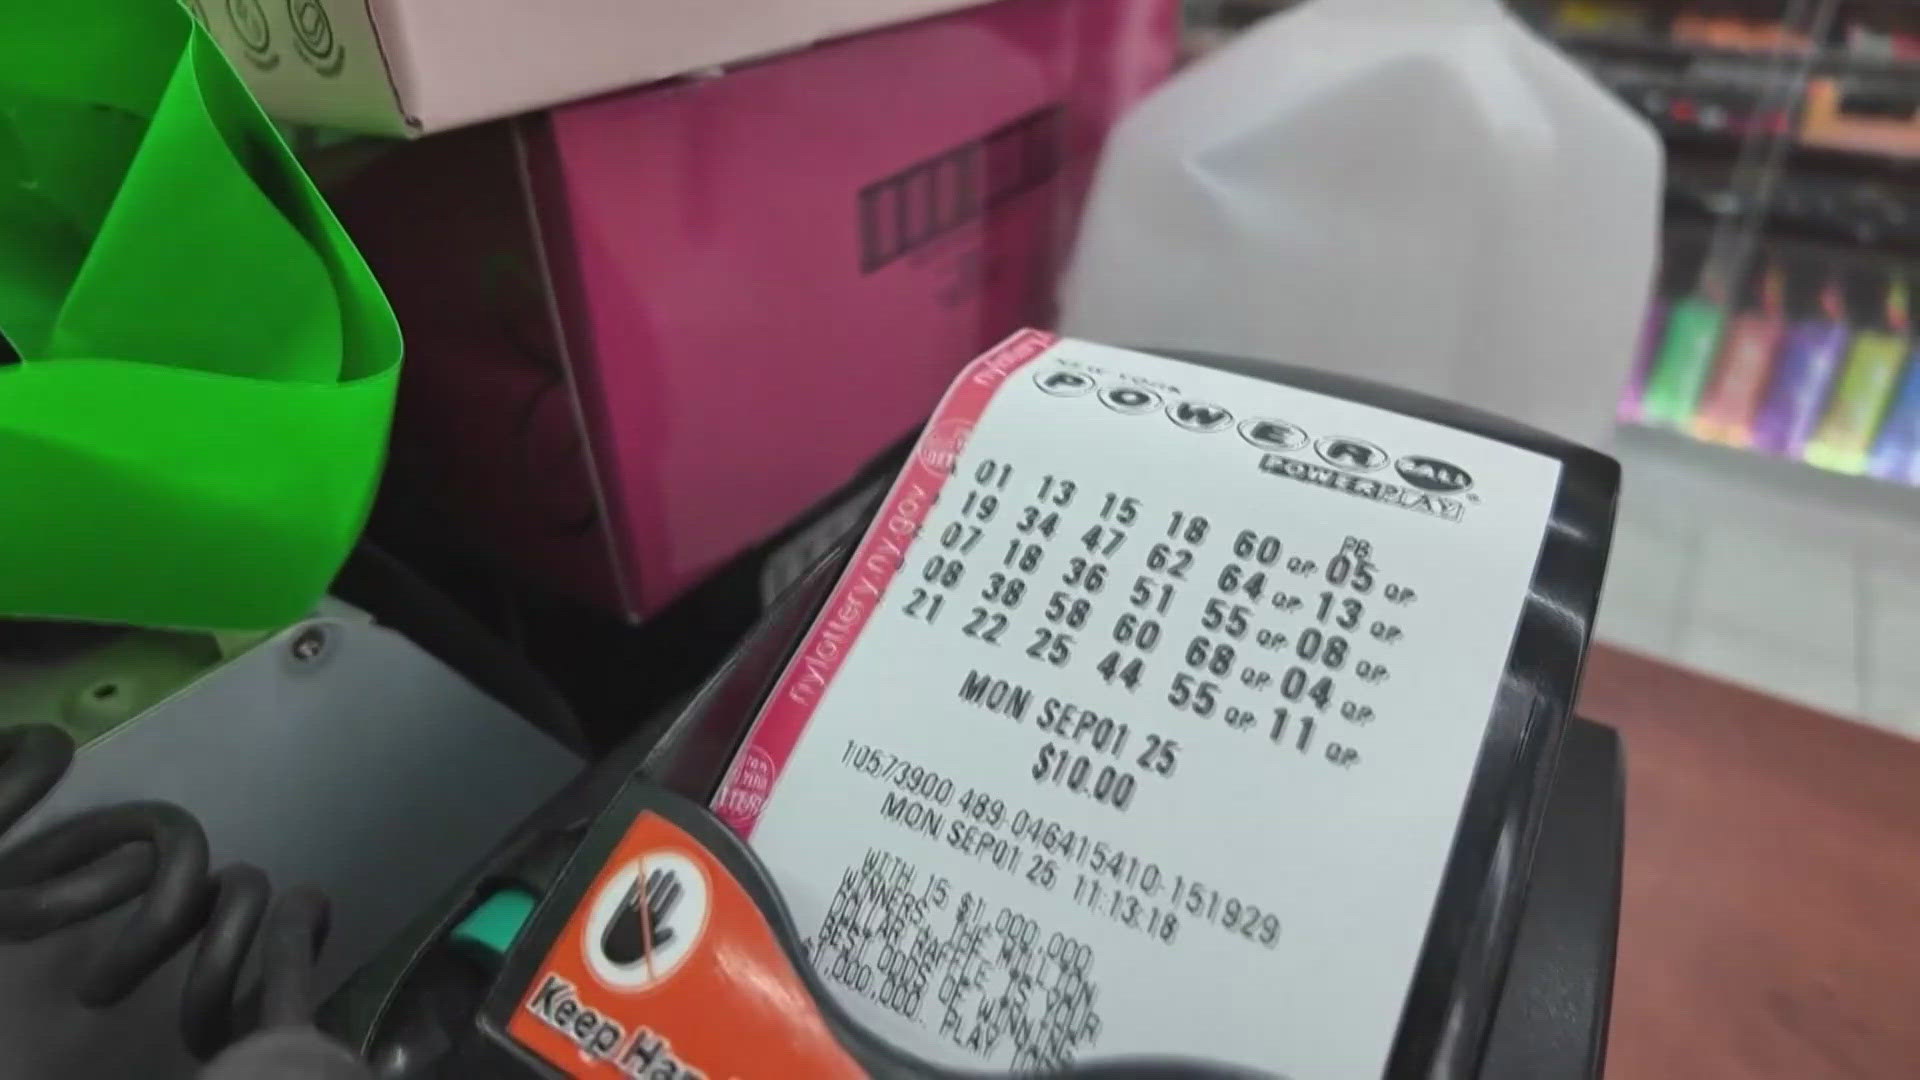 nylottery
NEW YORK
POWERBALL
POWERPLAY
PB
01 13 15 18 60 QP 05 QP
19 34 47 62 64 QP 13 QP
07 18 36 51 55 QP 08 QP
08 38 58 60 68 QP 04 QP
21 22 25 44 55 QP 11 QP
MON SEP01 25
$10.00
10573900 489-046415410-151929
MON SEP01 25 11:13:18
WITH 15 $1,000,000
WINNERS, THE MILLION
DOLLAR RAFFLE IS YOUR
BEST ODDS OF WINNING
,000,000. PLAY
nylottery.ny.gov
Keep Han